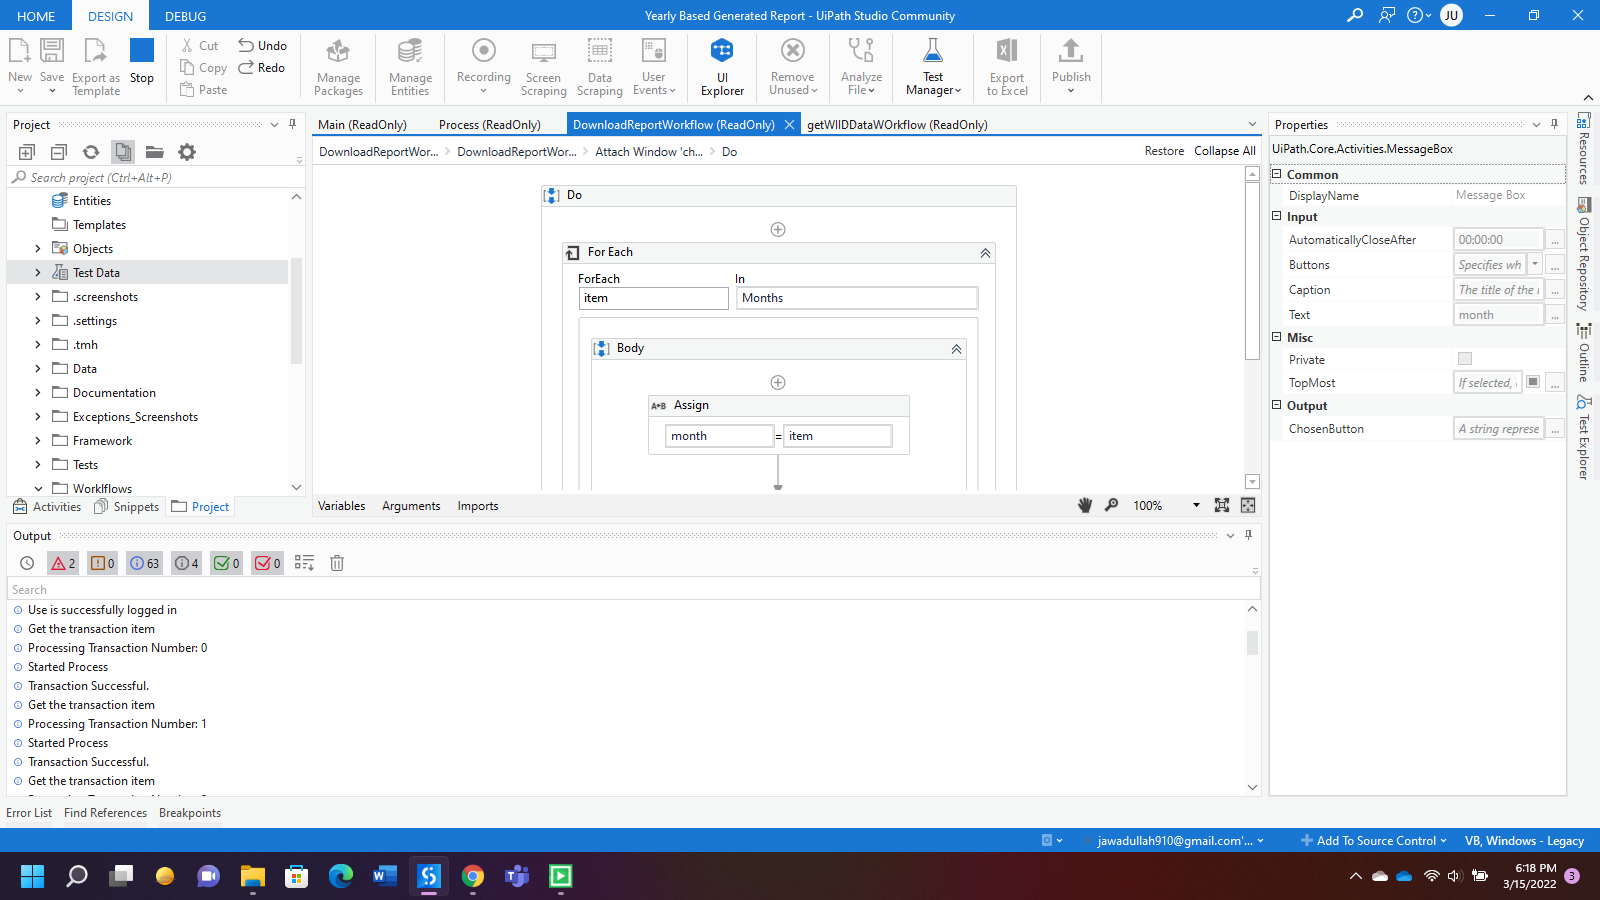 HOME DESIGN DEBUG
Yearly Based Generated Report - UiPath Studio Community
JU
New
Save
Export as Template
Stop
Cut
Copy
Paste
Undo
Redo
Manage Packages
Manage Entities
Recording
Screen Scraping
Data Scraping
User Events
UI Explorer
Remove Unused
Analyze File
Test Manager
Export to Excel
Publish
Project
Search project (Ctrl+Alt+P)
Entities
Templates
Objects
Test Data
.screenshots
.settings
.tmh
Data
Documentation
Exceptions_Screenshots
Framework
Tests
Worklflows
Activities Snippets Project
Main (ReadOnly) Process (ReadOnly) DownloadReportWorkflow (ReadOnly) getWIIDDataWOrkflow (ReadOnly)
DownloadReportWor... DownloadReportWor... Attach Window 'ch... Do
Restore Collapse All
Do
For Each
ForEach In
item Months
Body
Assign
A*B
month = item
Variables Arguments Imports
100%
Properties
UiPath.Core.Activities.MessageBox
Common
DisplayName Message Box
Input
AutomaticallyCloseAfter 00:00:00 ...
Buttons Specifies wh ...
Caption The title of the i ...
Text month ...
Misc
Private
TopMost If selected, ...
Output
ChosenButton A string represe ...
Resources
Object Repository
Outline
Test Explorer
Output
2 0 63 4 0 0
Search
Use is successfully logged in
Get the transaction item
Processing Transaction Number: 0
Started Process
Transaction Successful.
Get the transaction item
Processing Transaction Number: 1
Started Process
Transaction Successful.
Get the transaction item
Error List Find References Breakpoints
jawadullah910@gmail.com'... Add To Source Control VB, Windows - Legacy
6:18 PM
3/15/2022
3